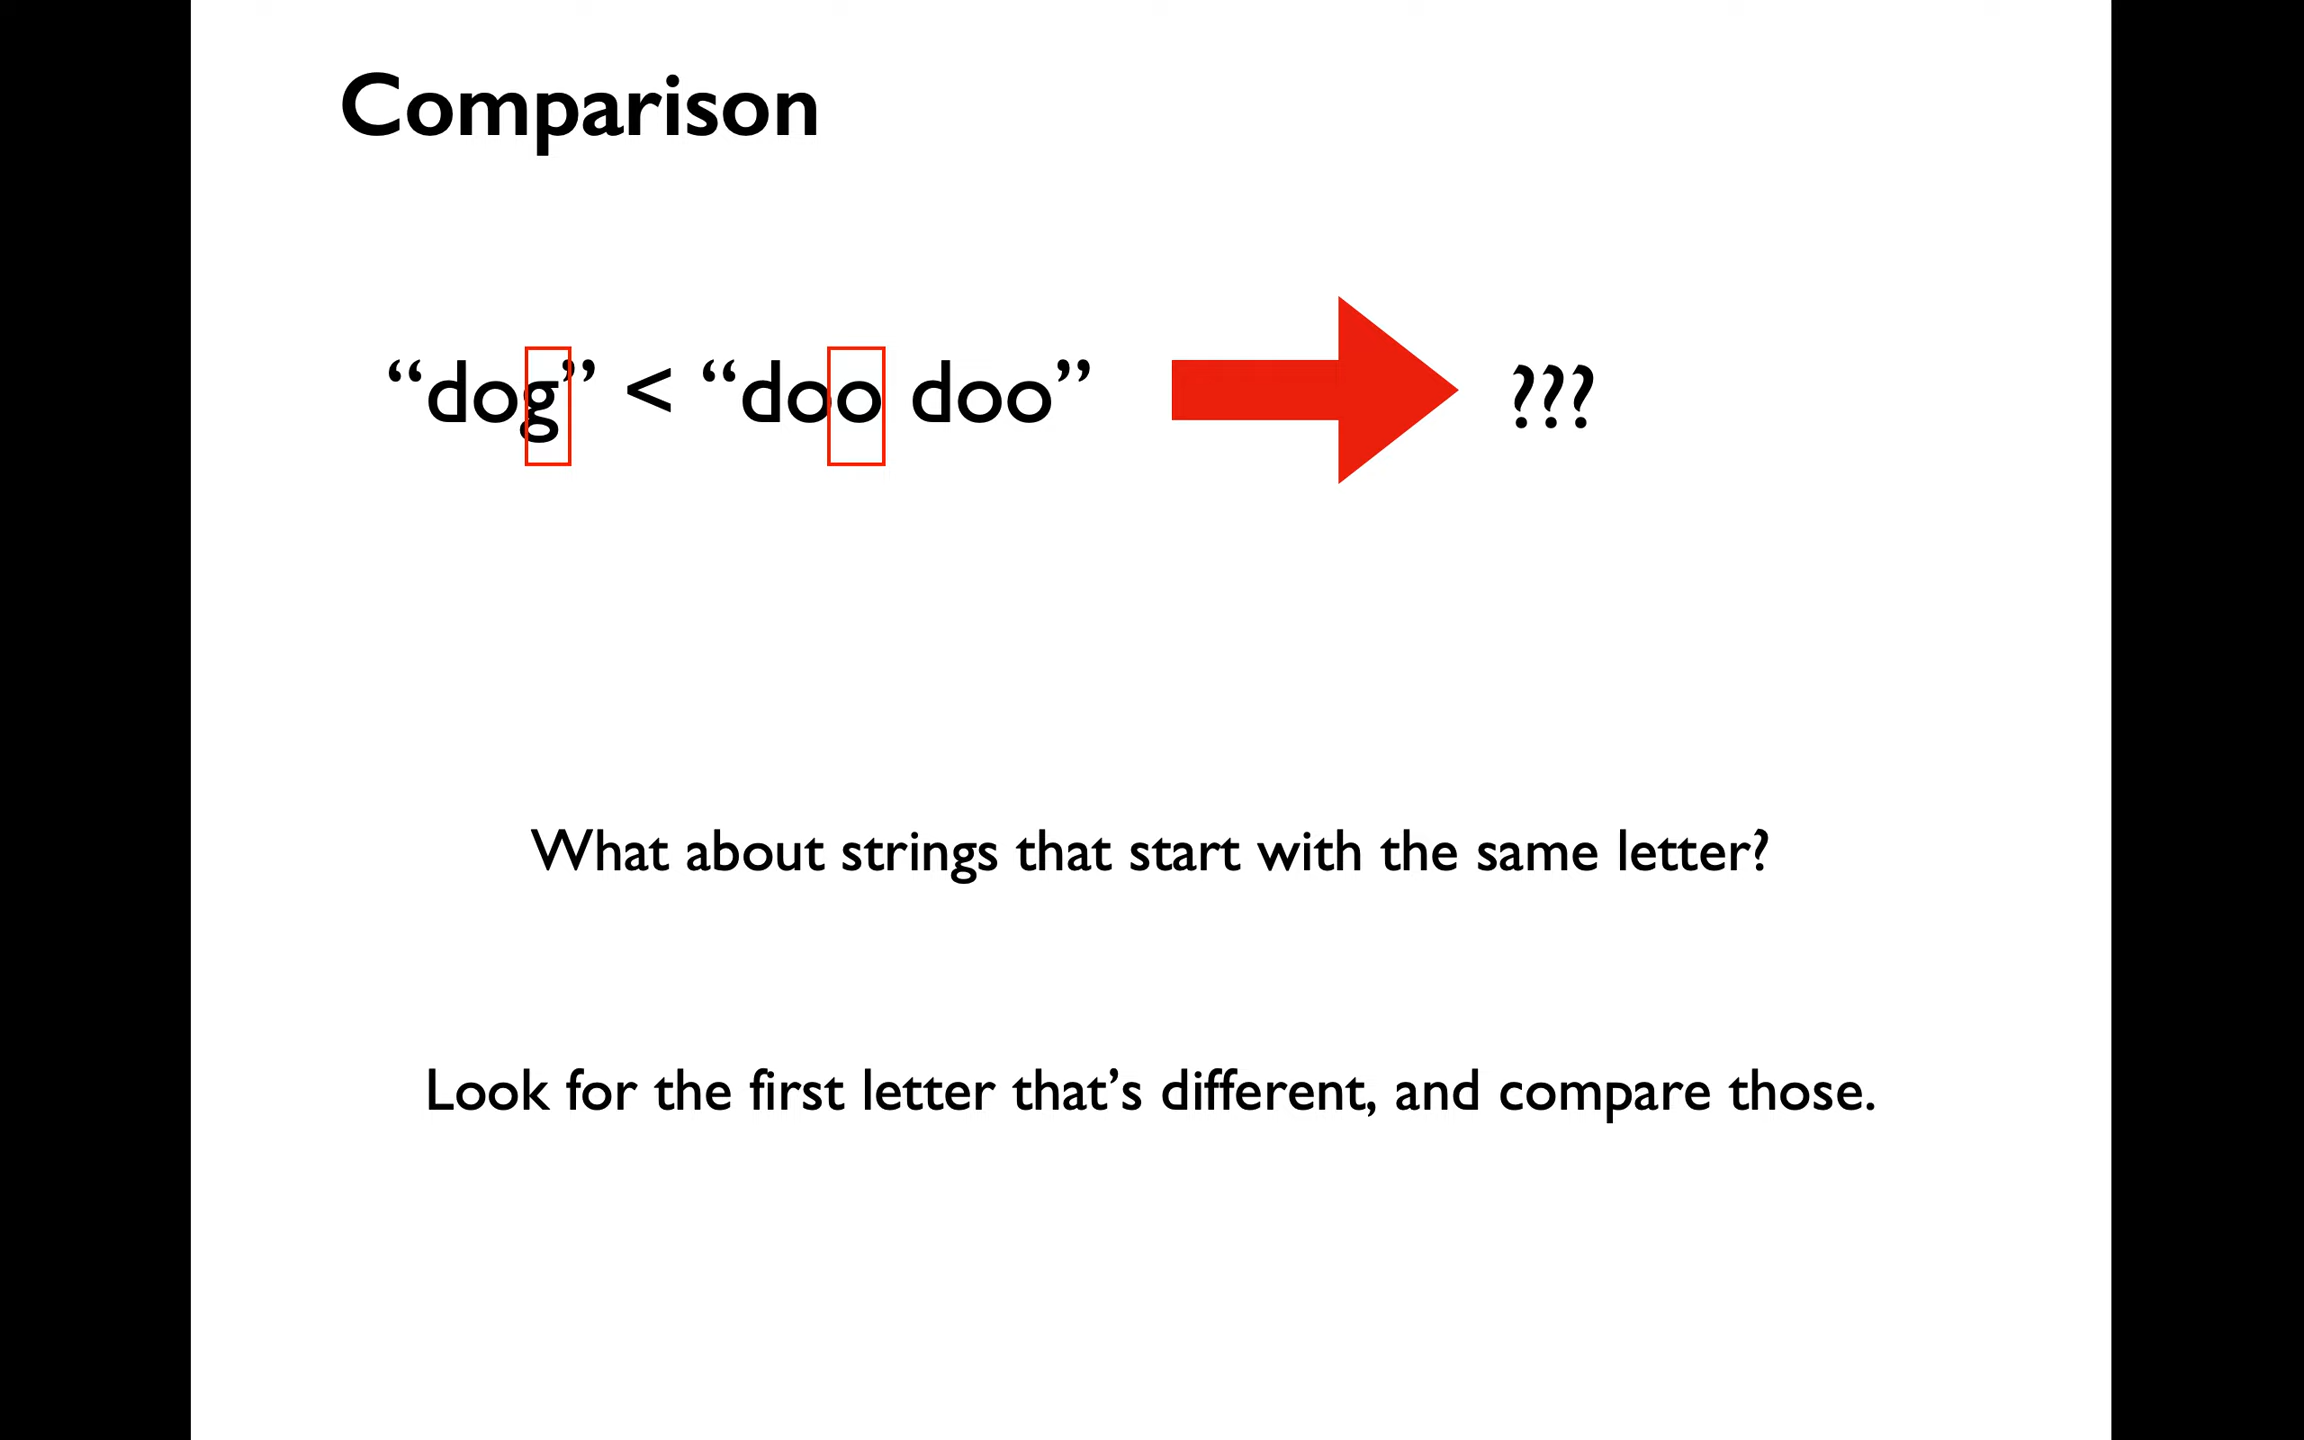 Comparison
“dog” < “doo doo” ???
What about strings that start with the same letter?
Look for the first letter that’s different, and compare those.